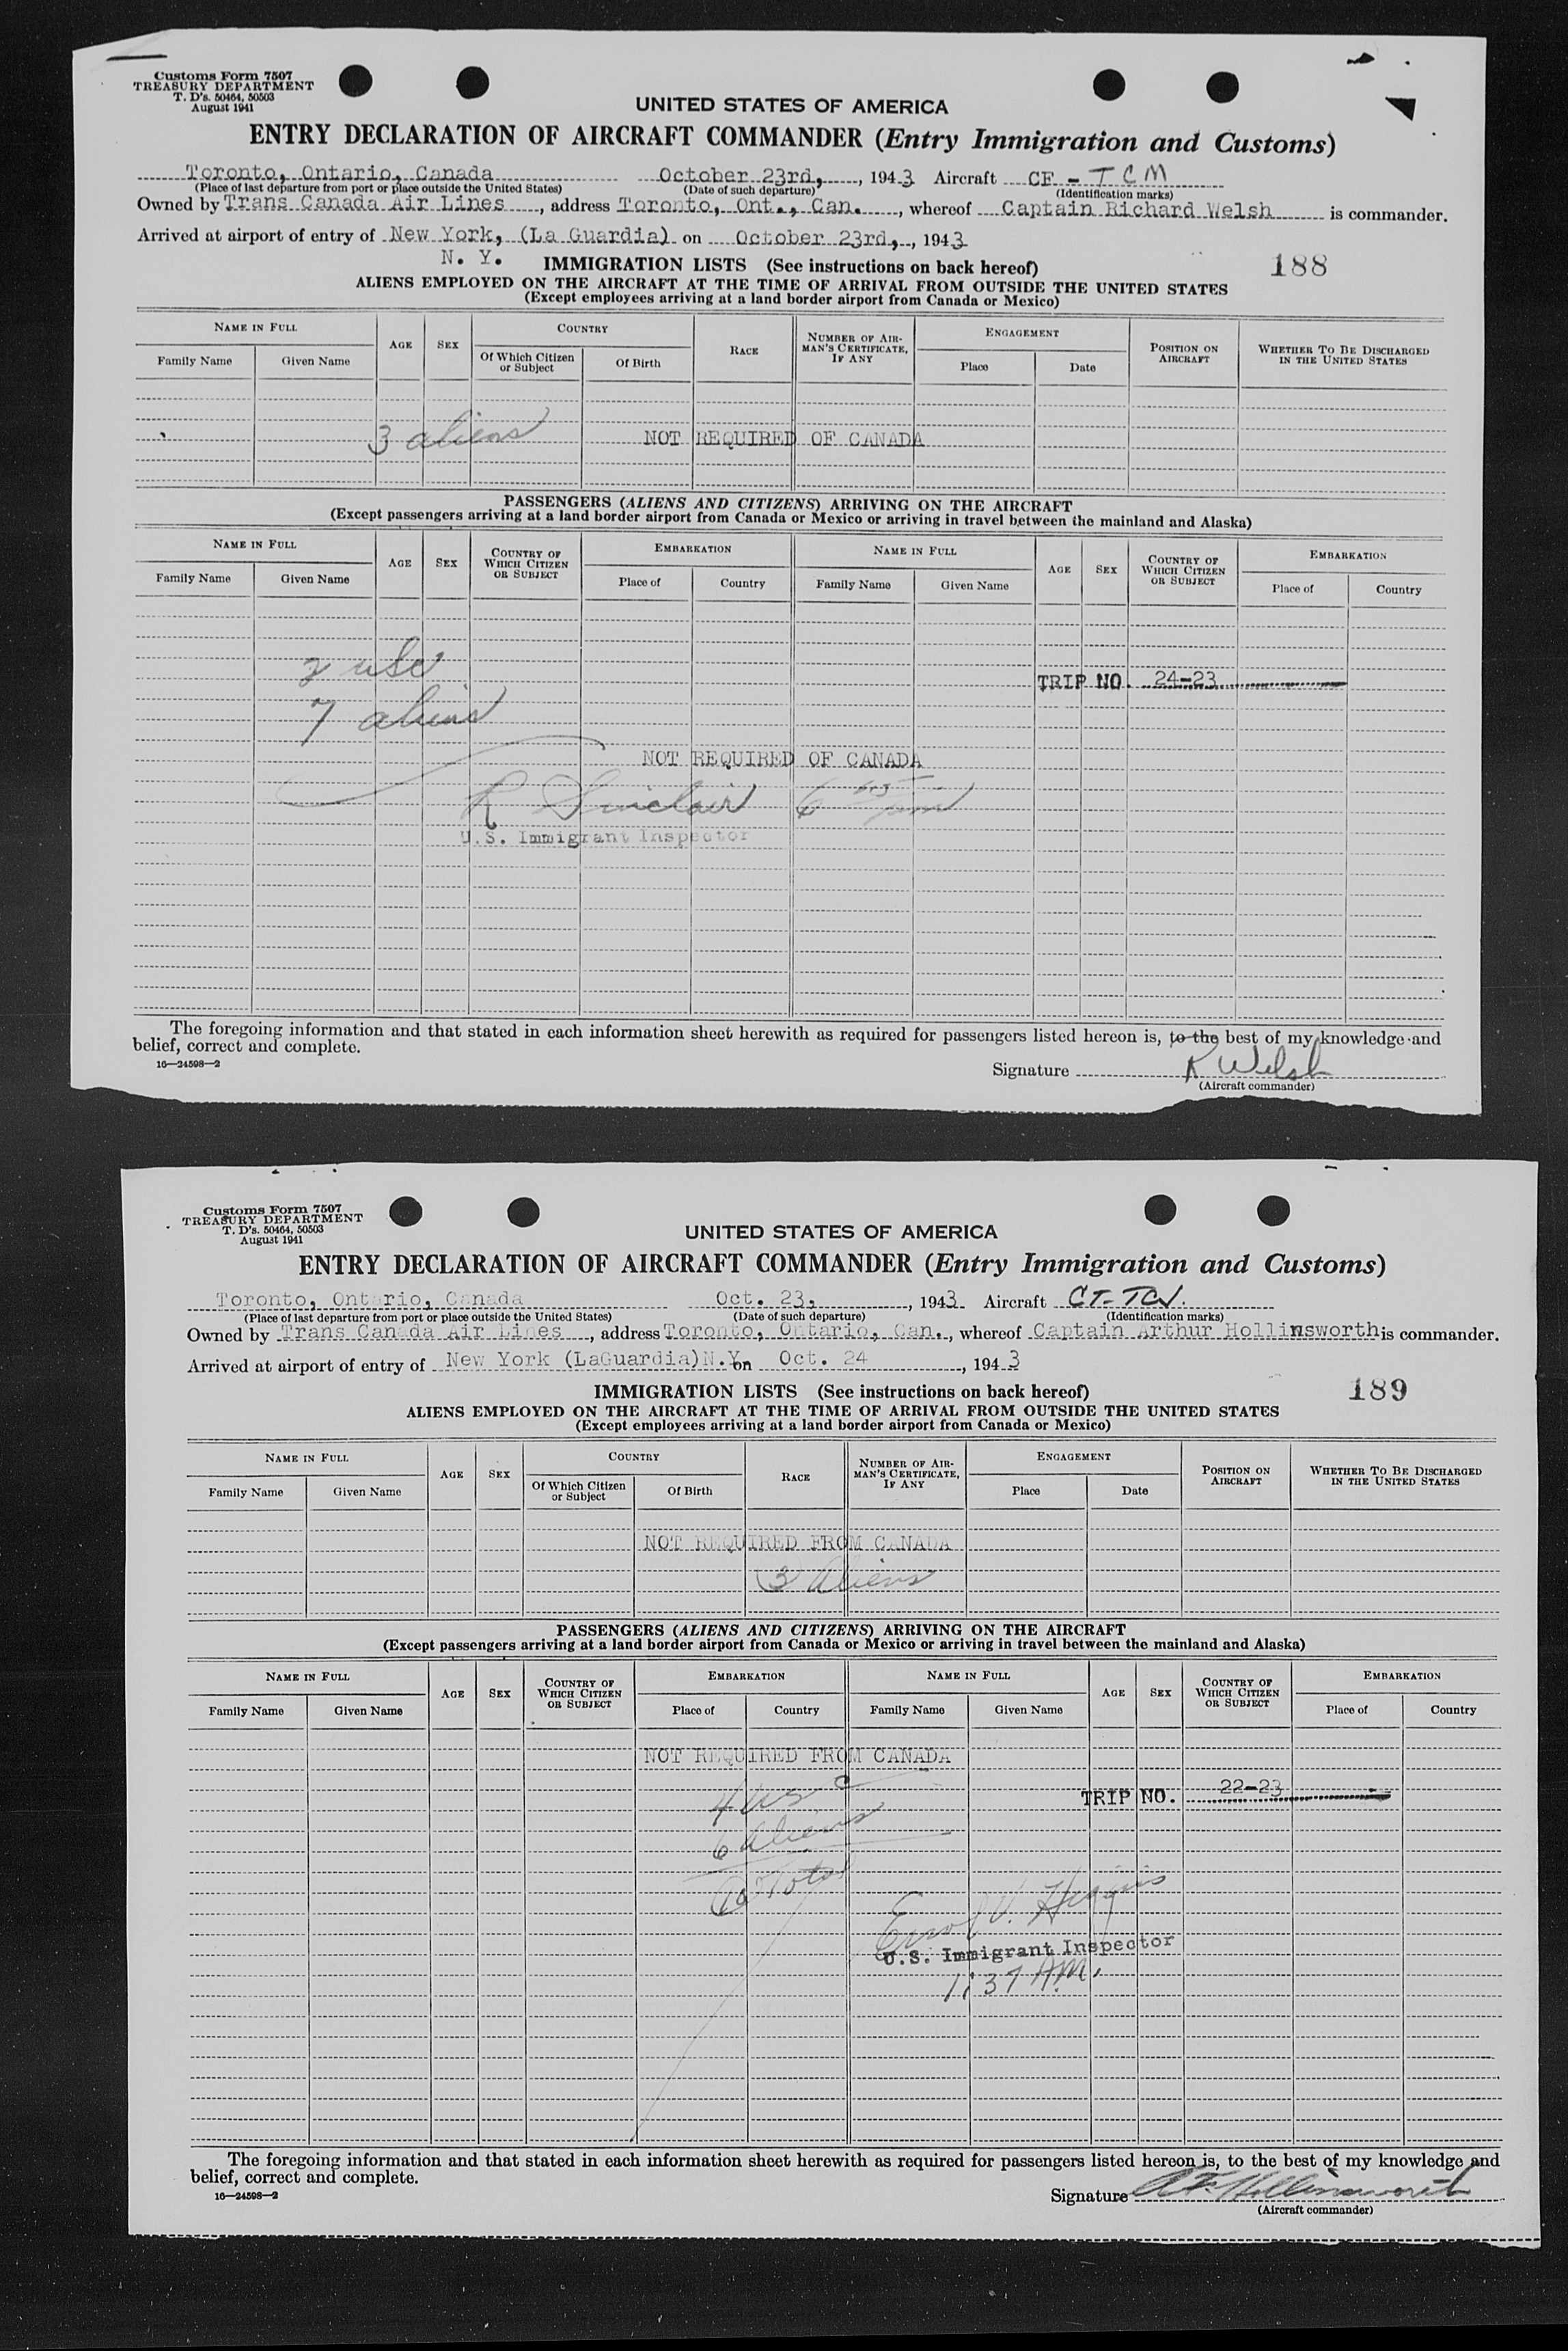 Customs Form 7507
TREASURY DEPARTMENT
T. D's. 50464, 50503
August 1941
UNITED STATES OF AMERICA
ENTRY DECLARATION OF AIRCRAFT COMMANDER (Entry Immigration and Customs)
Toronto, Ontario, Canada October 23rd, , 1943 Aircraft CF - TCM
(Place of last departure from port or place outside the United States) (Date of such departure) (Identification marks)
Owned by Trans Canada Air Lines , address Toronto, Ont., Can. , whereof Captain Richard Welsh is commander.
Arrived at airport of entry of New York, (La Guardia) on October 23rd, , 1943
N. Y.
IMMIGRATION LISTS (See instructions on back hereof) 188
ALIENS EMPLOYED ON THE AIRCRAFT AT THE TIME OF ARRIVAL FROM OUTSIDE THE UNITED STATES
(Except employees arriving at a land border airport from Canada or Mexico)
NAME IN FULL AGE SEX COUNTRY RACE NUMBER OF AIRMAN'S CERTIFICATE, IF ANY ENGAGEMENT POSITION ON AIRCRAFT WHETHER TO BE DISCHARGED IN THE UNITED STATES
Family Name Given Name Of Which Citizen or Subject Of Birth Place Date
3 aliens NOT REQUIRED OF CANADA
PASSENGERS (ALIENS AND CITIZENS) ARRIVING ON THE AIRCRAFT
(Except passengers arriving at a land border airport from Canada or Mexico or arriving in travel between the mainland and Alaska)
NAME IN FULL AGE SEX COUNTRY OF WHICH CITIZEN OR SUBJECT EMBARKATION NAME IN FULL AGE SEX COUNTRY OF WHICH CITIZEN OR SUBJECT EMBARKATION
Family Name Given Name Place of Country Family Name Given Name Place of Country
usc
TRIP NO. 24-23
7 aliens
NOT REQUIRED OF CANADA
R Sinclair 6 pm
U.S. Immigrant Inspector
The foregoing information and that stated in each information sheet herewith as required for passengers listed hereon is, to the best of my knowledge and
belief, correct and complete.
16—24598—2
Signature R Welsh
(Aircraft commander)
Customs Form 7507
TREASURY DEPARTMENT
T. D's. 50464, 50503
August 1941
UNITED STATES OF AMERICA
ENTRY DECLARATION OF AIRCRAFT COMMANDER (Entry Immigration and Customs)
Toronto, Ontario, Canada Oct. 23, , 1943 Aircraft
(Place of last departure from port or place outside the United States) (Date of such departure) (Identification marks)
Owned by Trans Canada Air Lines , address Toronto, Ontario, Can., whereof Captain Arthur Hollinsworth is commander.
Arrived at airport of entry of New York (LaGuardia) N.Y. on Oct. 24 , 1943
IMMIGRATION LISTS (See instructions on back hereof) 189
ALIENS EMPLOYED ON THE AIRCRAFT AT THE TIME OF ARRIVAL FROM OUTSIDE THE UNITED STATES
(Except employees arriving at a land border airport from Canada or Mexico)
NAME IN FULL AGE SEX COUNTRY RACE NUMBER OF AIRMAN'S CERTIFICATE, IF ANY ENGAGEMENT POSITION ON AIRCRAFT WHETHER TO BE DISCHARGED IN THE UNITED STATES
Family Name Given Name Of Which Citizen or Subject Of Birth Place Date
NOT REQUIRED FROM CANADA
3 Aliens
PASSENGERS (ALIENS AND CITIZENS) ARRIVING ON THE AIRCRAFT
(Except passengers arriving at a land border airport from Canada or Mexico or arriving in travel between the mainland and Alaska)
NAME IN FULL AGE SEX COUNTRY OF WHICH CITIZEN OR SUBJECT EMBARKATION NAME IN FULL AGE SEX COUNTRY OF WHICH CITIZEN OR SUBJECT EMBARKATION
Family Name Given Name Place of Country Family Name Given Name Place of Country
NOT REQUIRED FROM CANADA
4 usc
TRIP NO. 22-23
6 Aliens
10 Total
Errol V. Higgins
U.S. Immigrant Inspector
1:37 AM.
The foregoing information and that stated in each information sheet herewith as required for passengers listed hereon is, to the best of my knowledge and
belief, correct and complete.
16—24598—2
Signature Hollinsworth
(Aircraft commander)